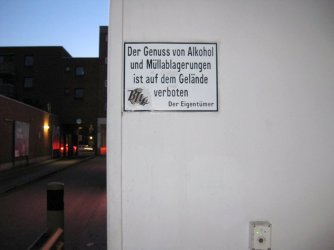 Der Genuss von Alkohol
und Müllablagerungen
ist auf dem Gelände
verboten
Der Eigentümer